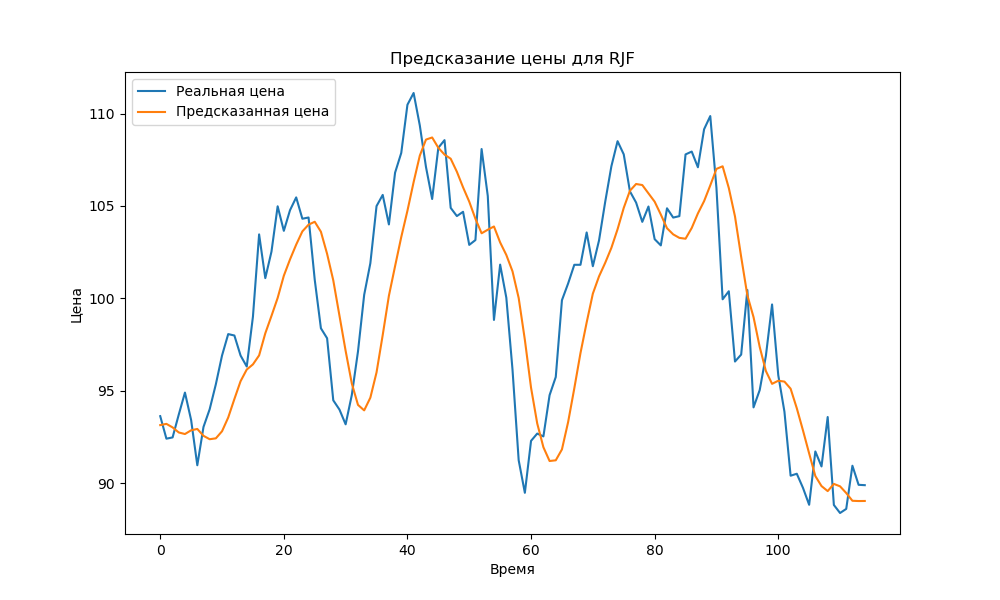 Предсказание цены для RJF
Реальная цена
Предсказанная цена
110
105
100
95
90
Цена
0 20 40 60 80 100
Время